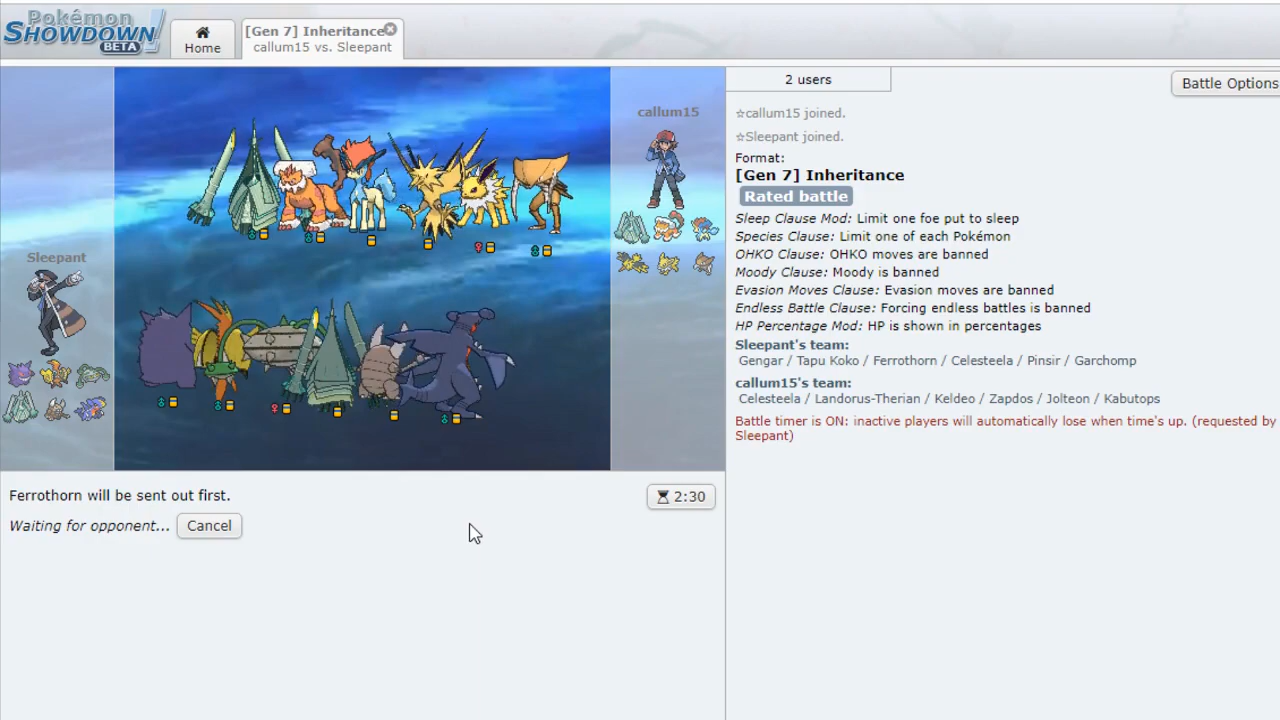 Pokémon
SHOWDOWN!
BETA
Home
[Gen 7] Inheritance
callum15 vs. Sleepant
2 users
Battle Options
callum15
Sleepant
☆callum15 joined.
☆Sleepant joined.
Format:
[Gen 7] Inheritance
Rated battle
Sleep Clause Mod: Limit one foe put to sleep
Species Clause: Limit one of each Pokémon
OHKO Clause: OHKO moves are banned
Moody Clause: Moody is banned
Evasion Moves Clause: Evasion moves are banned
Endless Battle Clause: Forcing endless battles is banned
HP Percentage Mod: HP is shown in percentages
Sleepant's team:
Gengar / Tapu Koko / Ferrothorn / Celesteela / Pinsir / Garchomp
callum15's team:
Celesteela / Landorus-Therian / Keldeo / Zapdos / Jolteon / Kabutops
Battle timer is ON: inactive players will automatically lose when time's up. (requested by
Sleepant)
Ferrothorn will be sent out first.
2:30
Waiting for opponent... Cancel